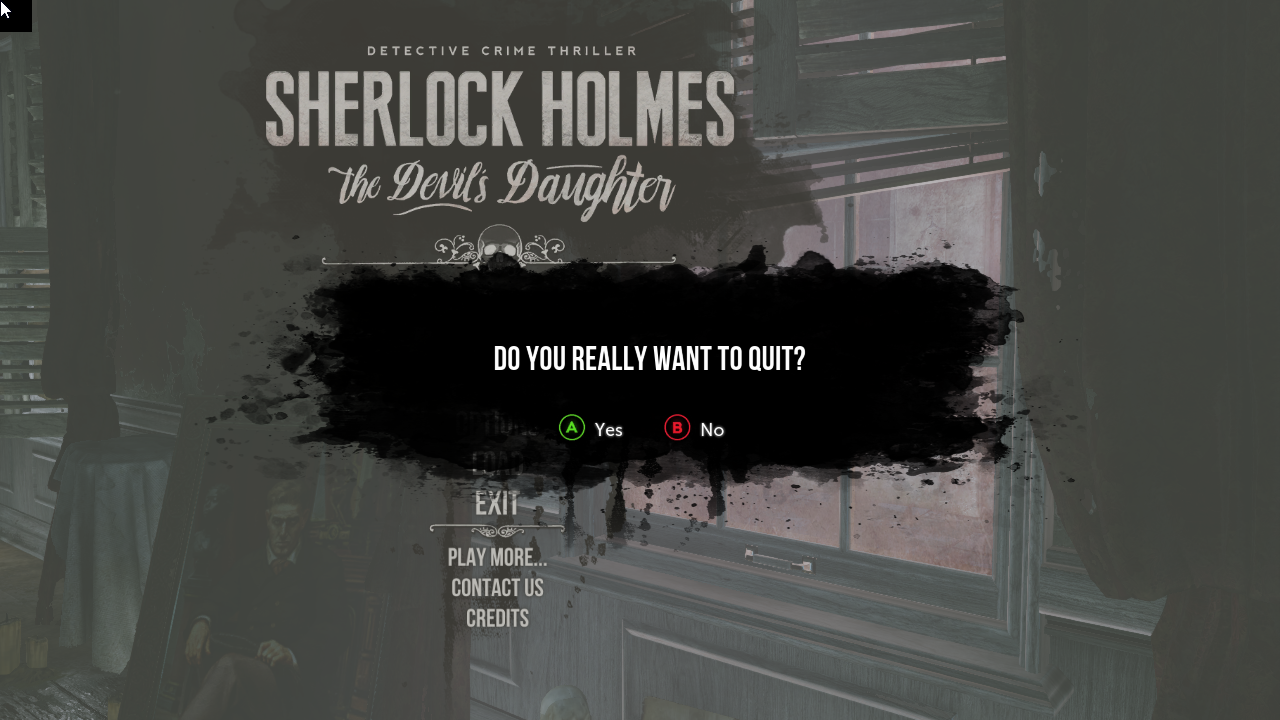 DETECTIVE CRIME THRILLER
SHERLOCK HOLMES
the Devil's Daughter
DO YOU REALLY WANT TO QUIT?
A Yes B No
LOAD
EXIT
PLAY MORE...
CONTACT US
CREDITS